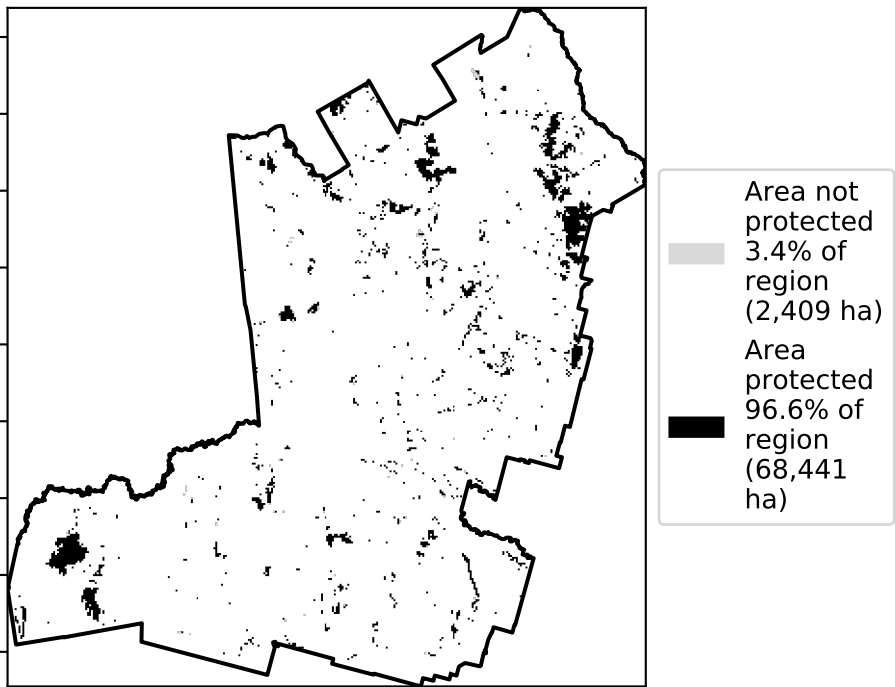 Area not
protected
3.4% of
region
(2,409 ha)
Area
protected
96.6% of
region
(68,441
ha)